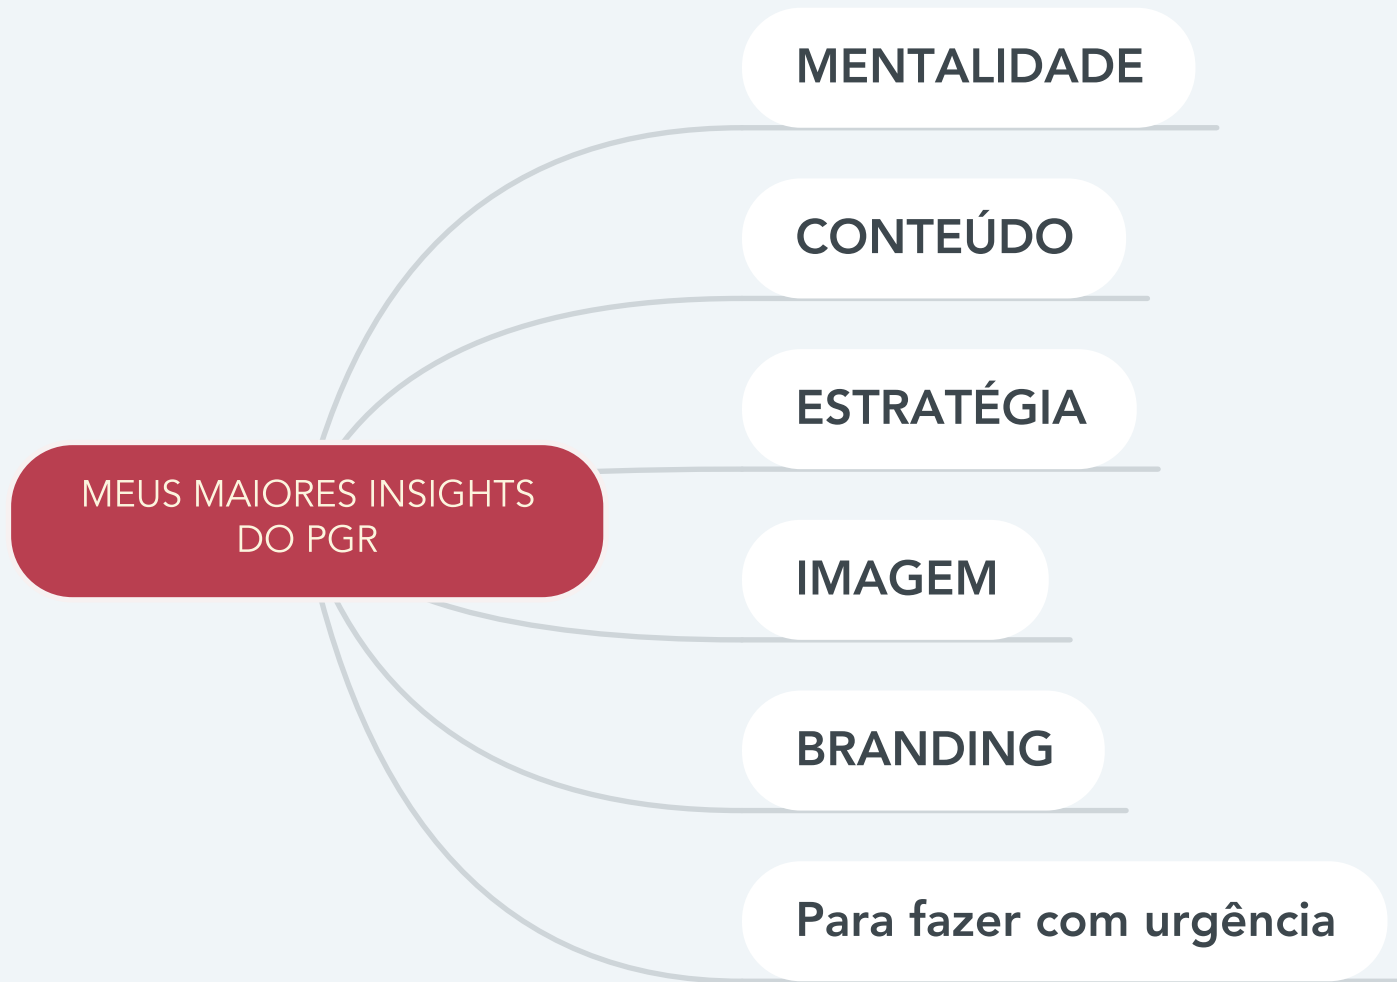 MENTALIDADE
CONTEÚDO
ESTRATÉGIA
MEUS MAIORES INSIGHTS
DO PGR
IMAGEM
BRANDING
Para fazer com urgência